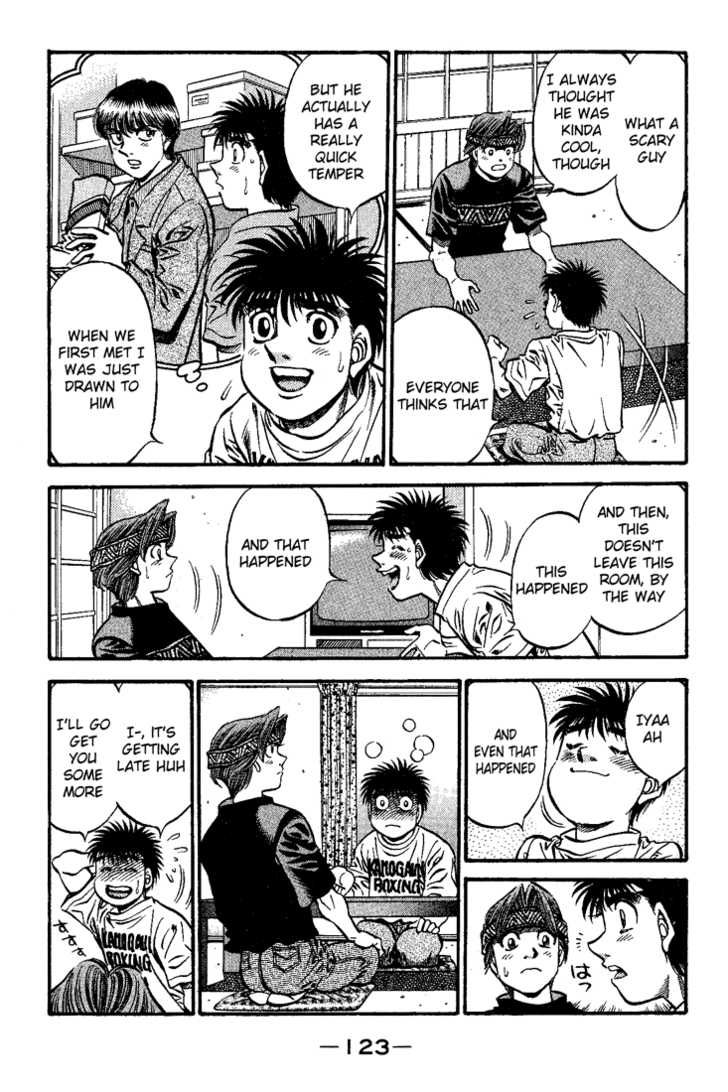 WHAT A
SCARY
GUY
I ALWAYS
THOUGHT
HE WAS
KINDA
COOL,
THOUGH
EVERYONE
THINKS THAT
BUT HE
ACTUALLY
HAS A
REALLY
QUICK
TEMPER
WHEN WE
FIRST MET I
WAS JUST
DRAWN TO
HIM
AND THEN,
THIS
DOESN'T
LEAVE THIS
ROOM, BY
THE WAY
THIS
HAPPENED
AND THAT
HAPPENED
IYAA
AH
AND
EVEN THAT
HAPPENED
はっ
KAMOGAWA
BOXING
I-, IT'S
GETTING
LATE HUH
I'LL GO
GET
YOU
SOME
MORE
KAMOGAWA
BOXING
—123—